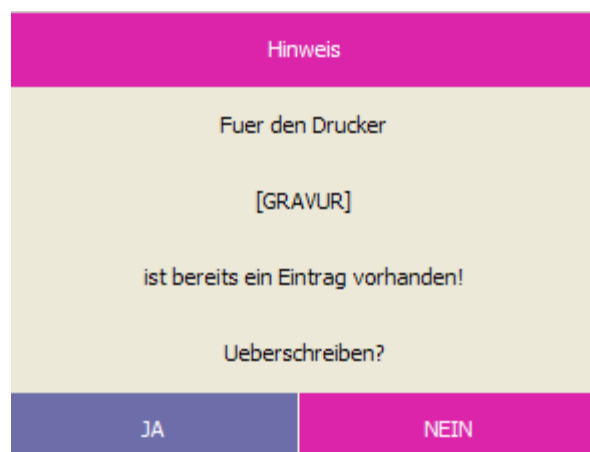 Hinweis
Fuer den Drucker
[GRAVUR]
ist bereits ein Eintrag vorhanden!
Ueberschreiben?
JA
NEIN